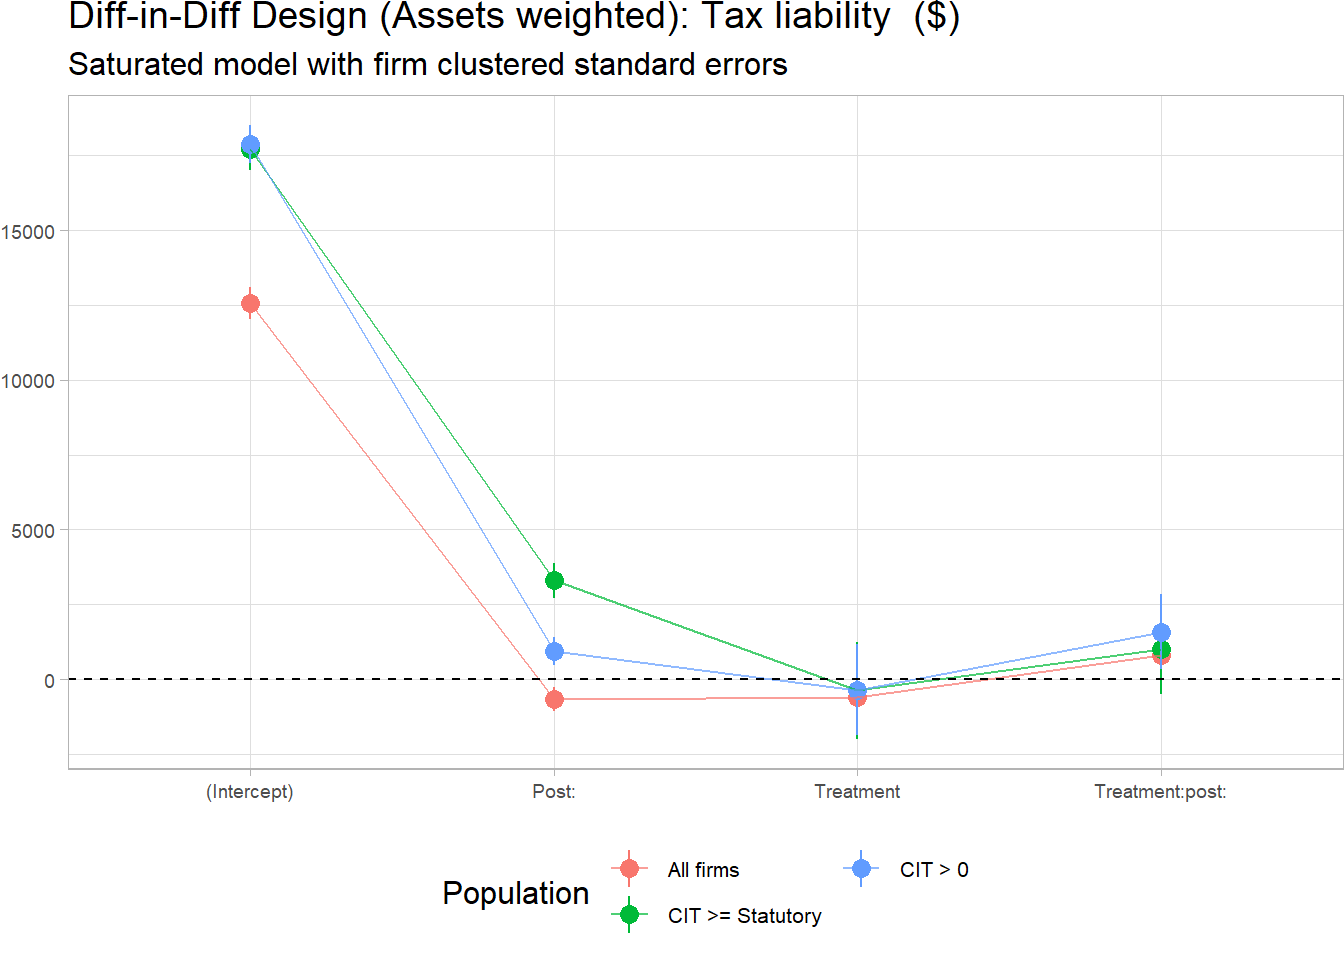 Diff-in-Diff Design (Assets weighted): Tax liability  ($)
Saturated model with firm clustered standard errors
15000
10000
5000
0
(Intercept)
Post:
Treatment
Treatment:post:
Population
All firms
CIT > 0
CIT >= Statutory